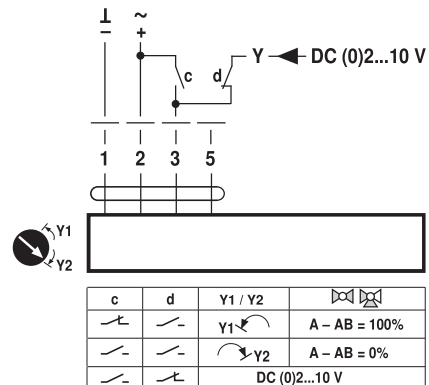 ⊥ ~
– +
c d Y DC (0)2...10 V
1 2 3 5
Y1
Y2
c d Y1 / Y2
Y1 A – AB = 100%
Y2 A – AB = 0%
DC (0)2...10 V